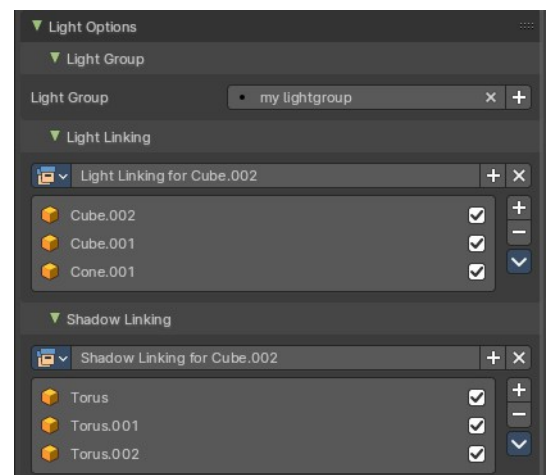 Light Options
Light Group
Light Group my lightgroup
Light Linking
Light Linking for Cube.002
Cube.002
Cube.001
Cone.001
Shadow Linking
Shadow Linking for Cube.002
Torus
Torus.001
Torus.002